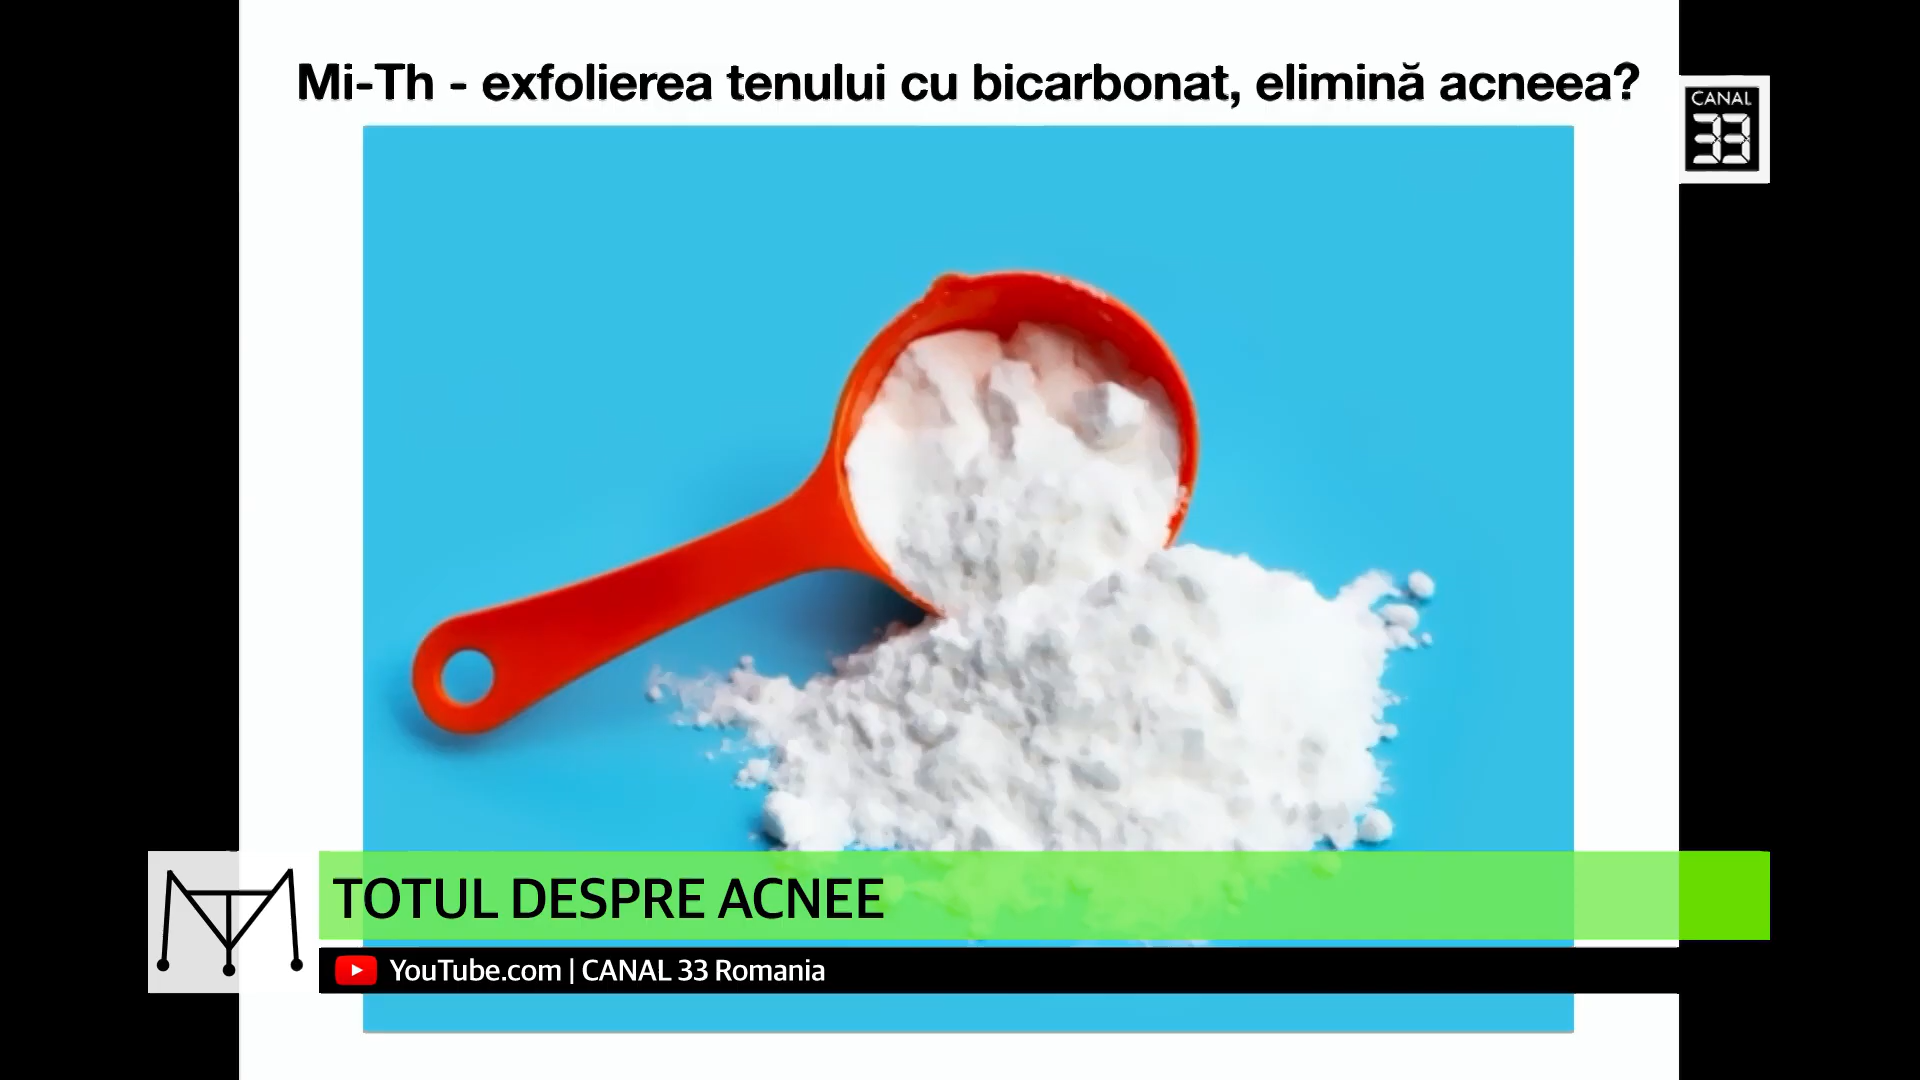 Mi-Th - exfolierea tenului cu bicarbonat, elimină acneea?
CANAL
33
TOTUL DESPRE ACNEE
YouTube.com | CANAL 33 Romania